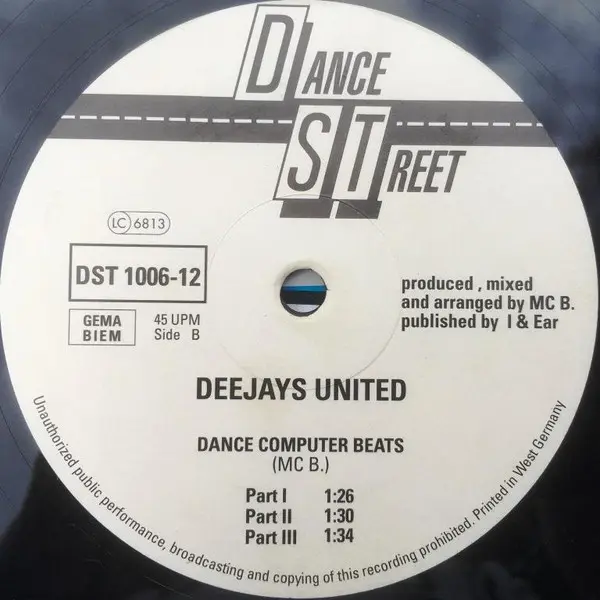 DANCE
STREET
LC 6813
DST 1006-12
GEMA
BIEM
45 UPM
Side B
produced , mixed
and arranged by MC B.
published by I & Ear
DEEJAYS UNITED
DANCE COMPUTER BEATS
(MC B.)
Part I 1:26
Part II 1:30
Part III 1:34
Unauthorized public performance, broadcasting and copying of this recording prohibited. Printed in West Germany